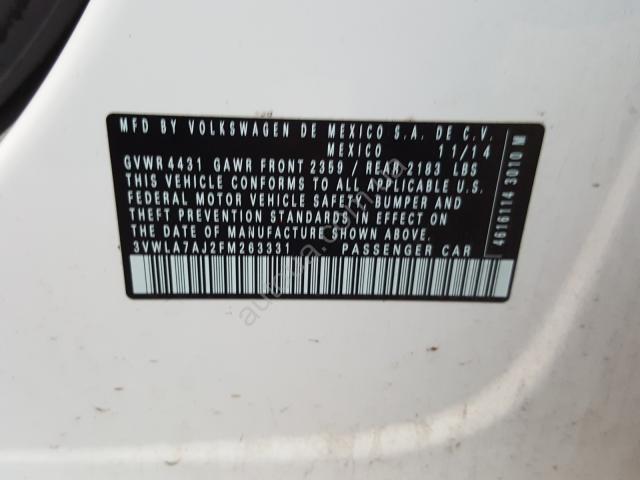 MFD BY VOLKSWAGEN DE MEXICO S.A. DE C.V.
MEXICO 11/14
GVWR 4431 GAWR FRONT 2359 / REAR 2183 LBS
THIS VEHICLE CONFORMS TO ALL APPLICABLE U.S.
FEDERAL MOTOR VEHICLE SAFETY, BUMPER AND
THEFT PREVENTION STANDARDS IN EFFECT ON
THE DATE OF MANUFACTURE SHOWN ABOVE.
3VWLA7AJ2FM263331 PASSENGER CAR
4616114 3010 M